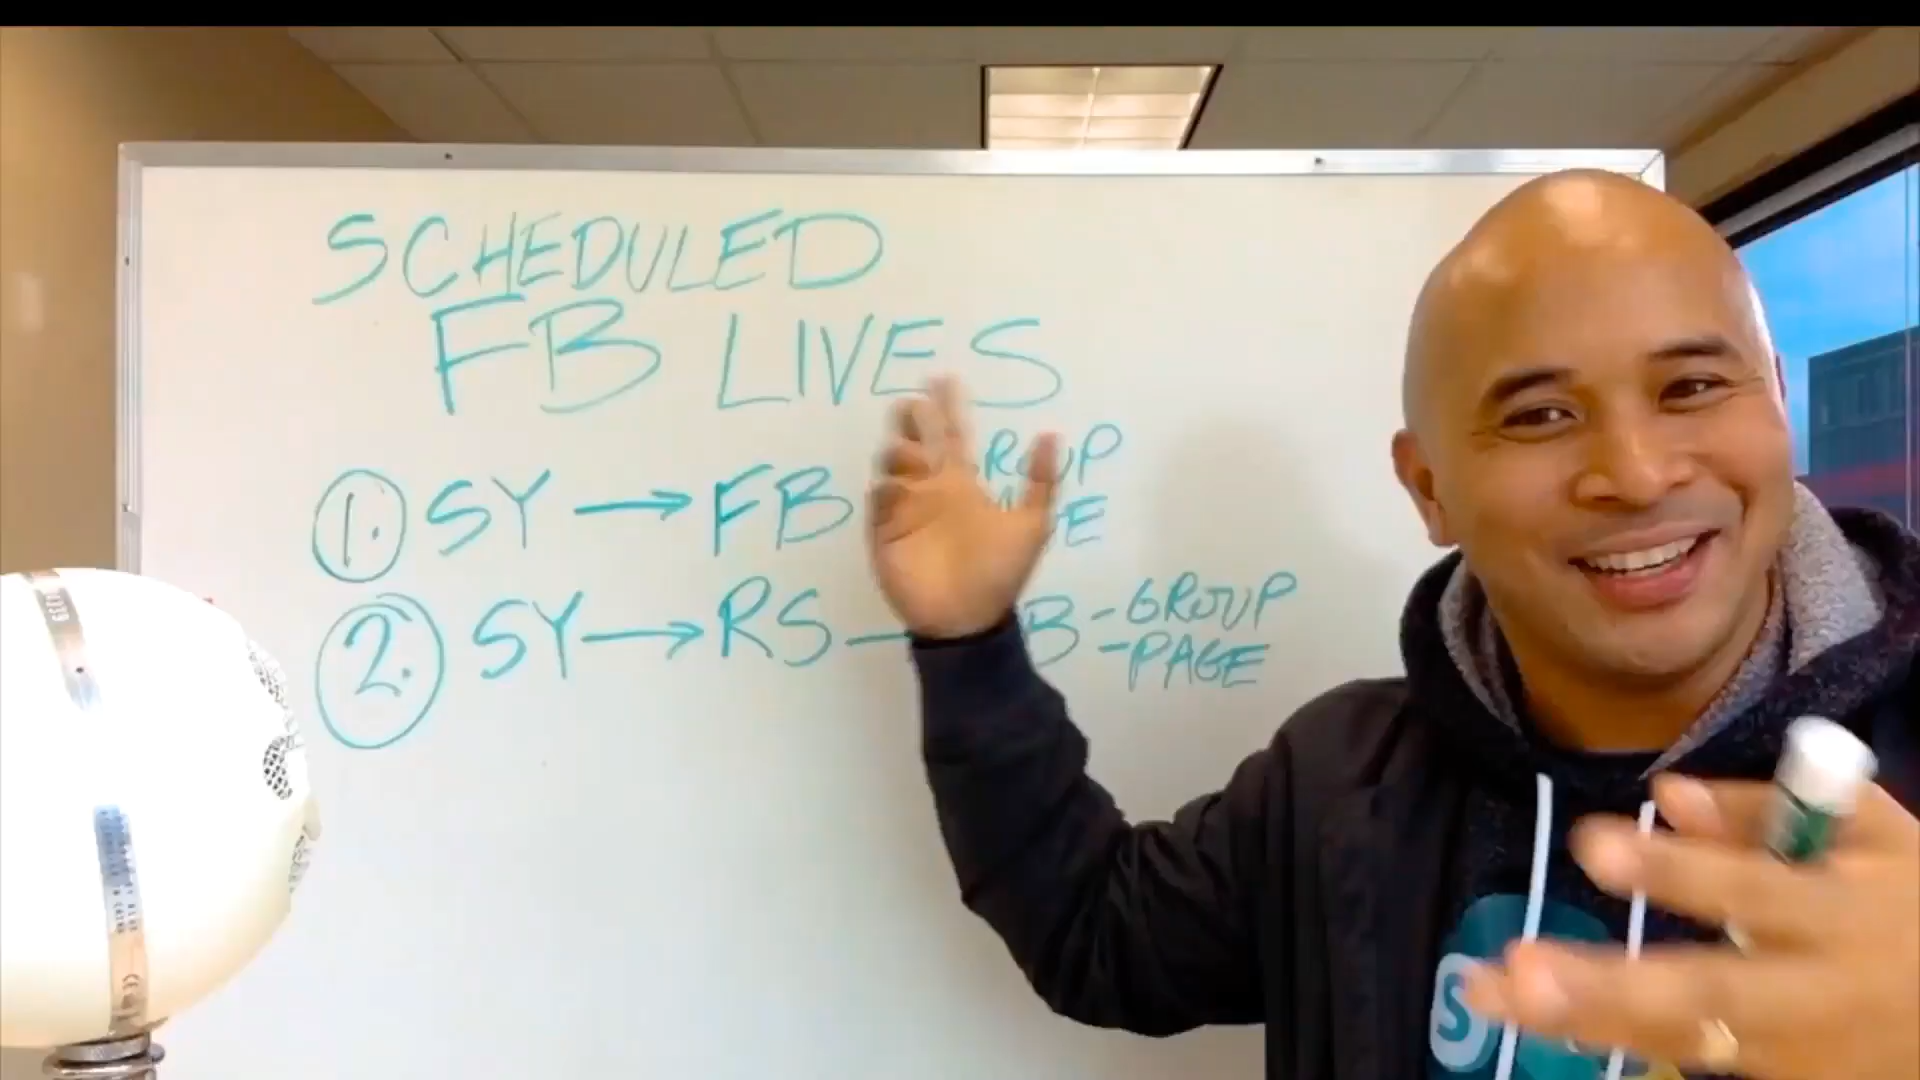 SCHEDULED
FB LIVES
1. SY → FB
2. SY → RS — - GROUP
- PAGE
S